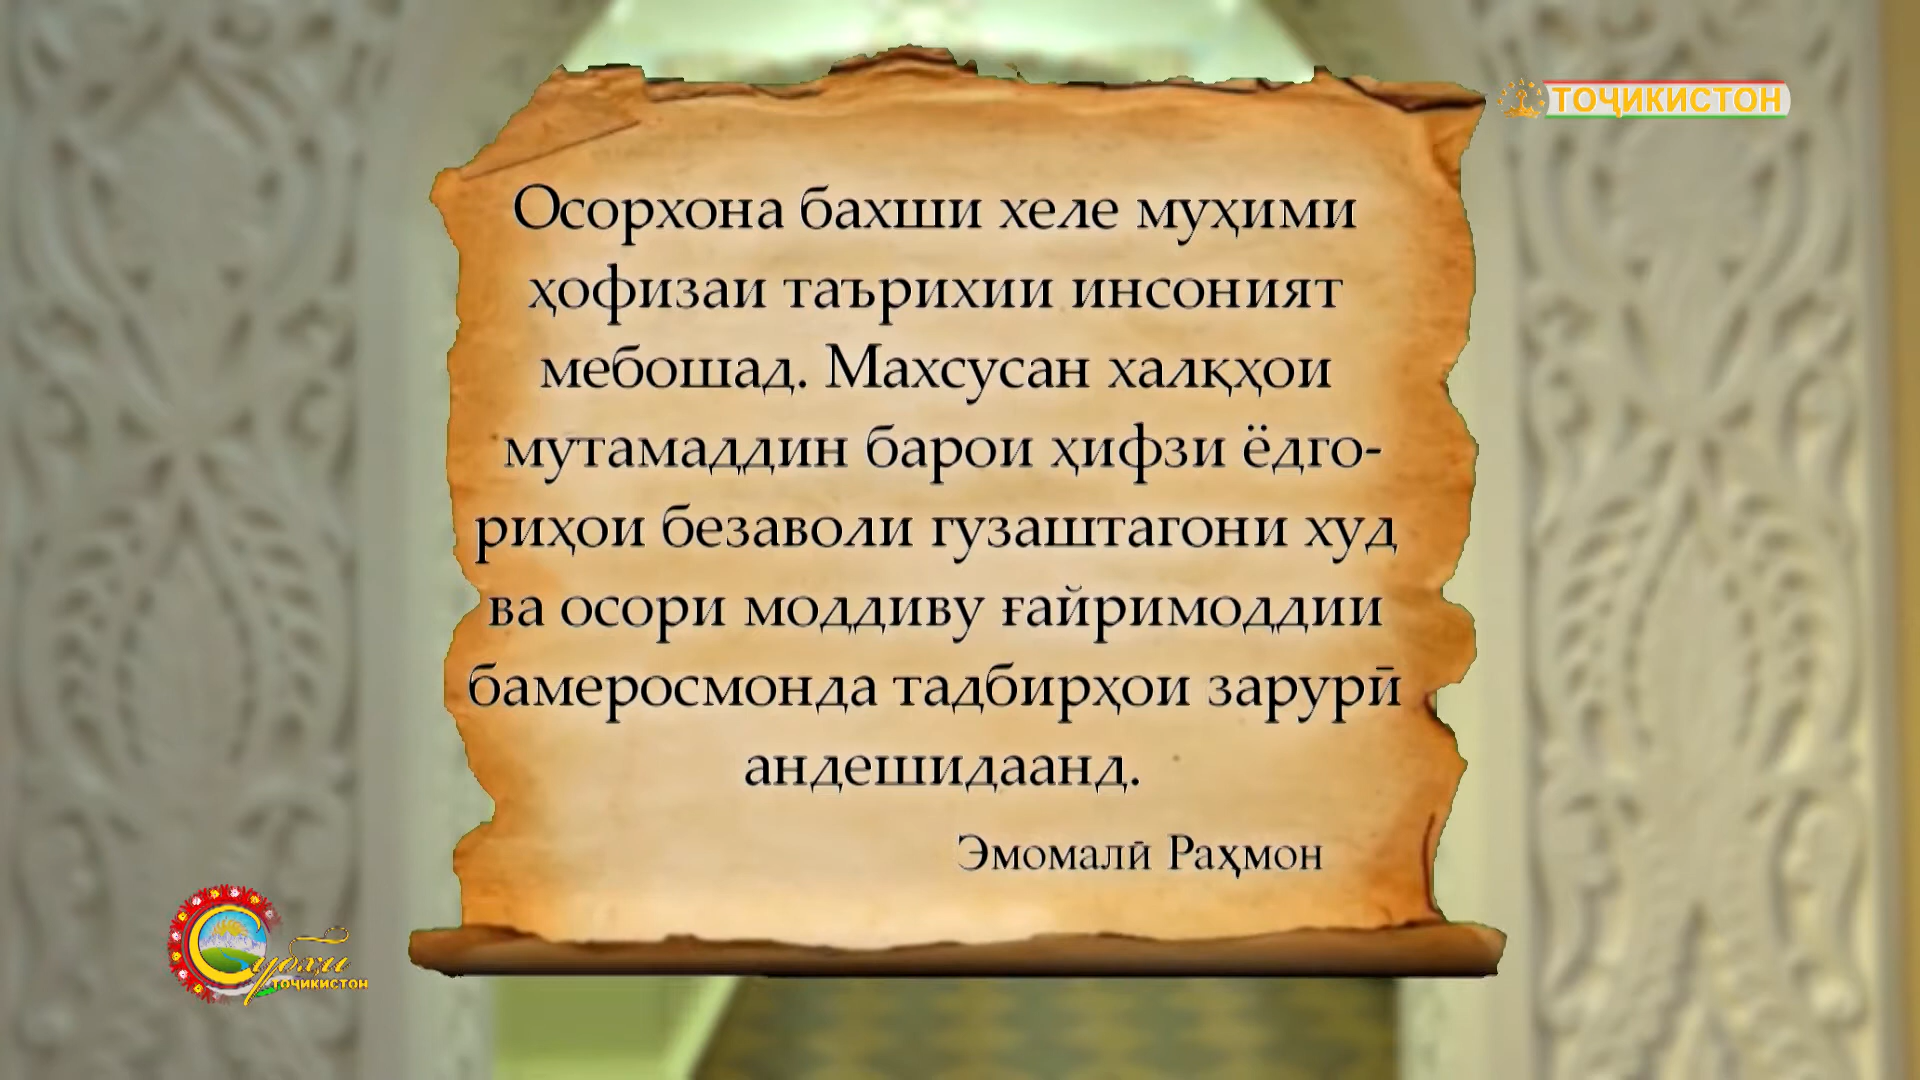 ТОҶИКИСТОН
Осорхона бахши хеле муҳими
ҳофизаи таърихии инсоният
мебошад. Махсусан халқҳои
мутамаддин барои ҳифзи ёдго-
риҳои безаволи гузаштагони худ
ва осори моддиву ғайримоддии
бамеросмонда тадбирҳои зарурӣ
андешидаанд.
Эмомалӣ Раҳмон
Субҳи
ТОҶИКИСТОН